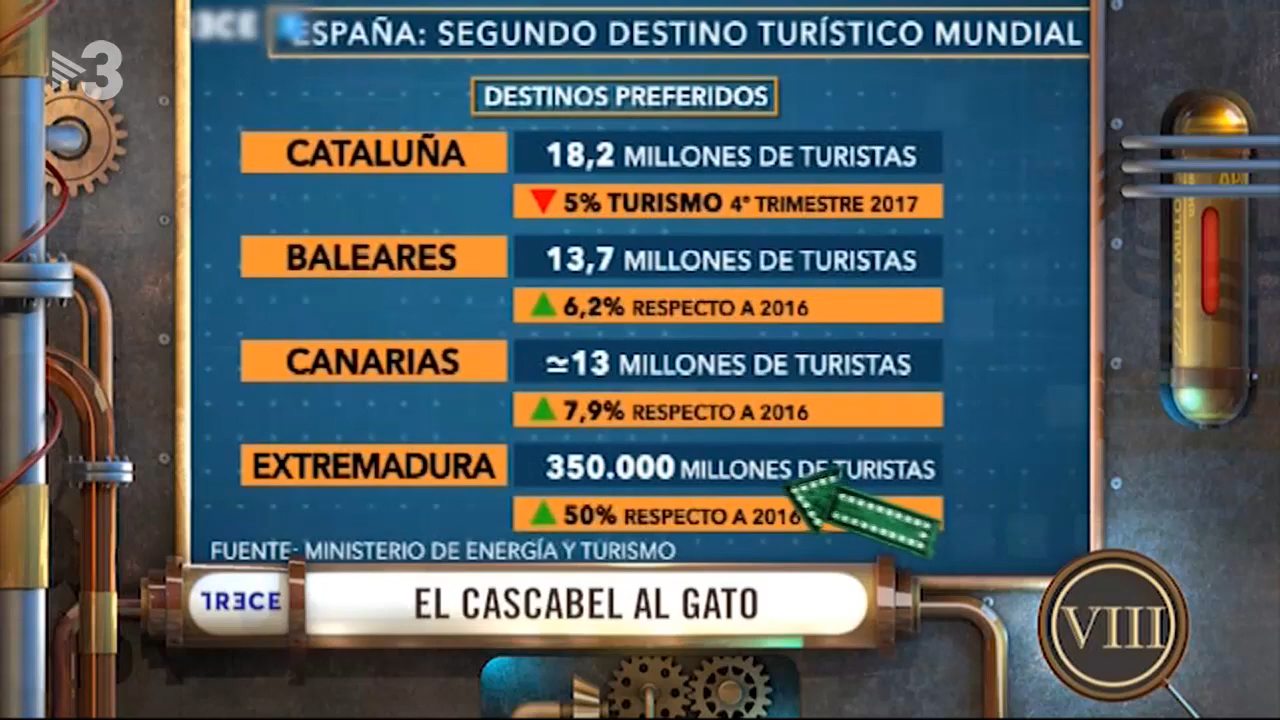 ESPAÑA: SEGUNDO DESTINO TURÍSTICO MUNDIAL
3
DESTINOS PREFERIDOS
CATALUÑA 18,2 MILLONES DE TURISTAS
▼ 5% TURISMO 4º TRIMESTRE 2017
BALEARES 13,7 MILLONES DE TURISTAS
▲ 6,2% RESPECTO A 2016
CANARIAS ≃13 MILLONES DE TURISTAS
▲ 7,9% RESPECTO A 2016
EXTREMADURA 350.000 MILLONES DE TURISTAS
▲ 50% RESPECTO A 2016
FUENTE: MINISTERIO DE ENERGÍA Y TURISMO
TRECE EL CASCABEL AL GATO
VIII